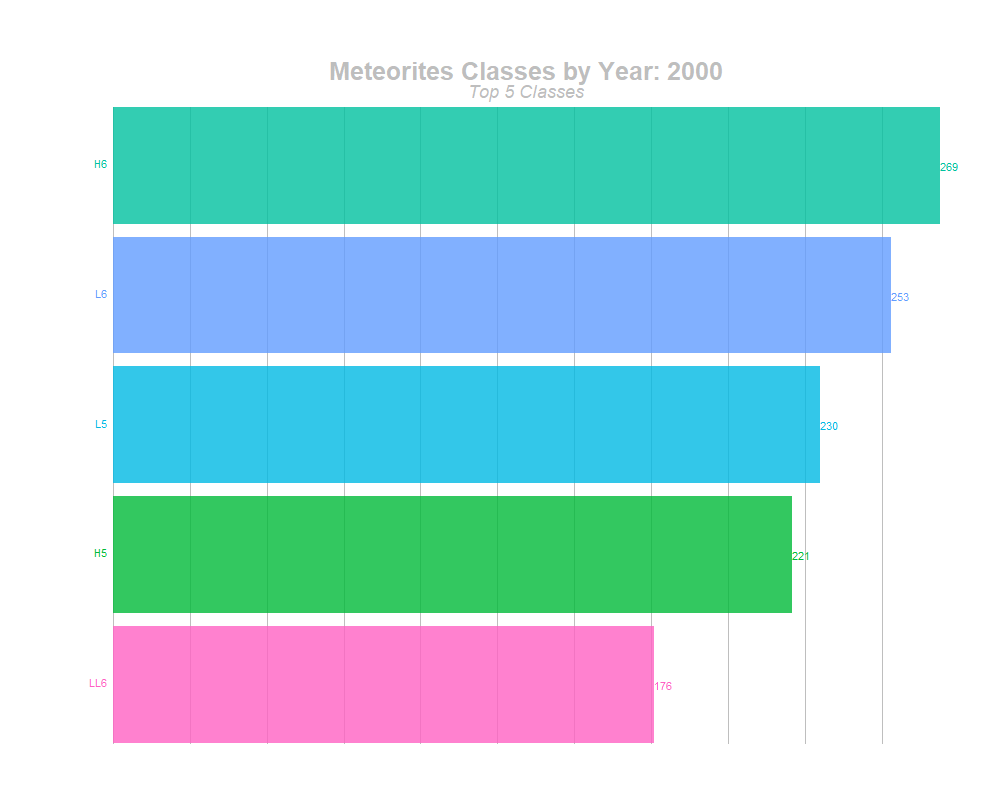 Meteorites Classes by Year: 2000
Top 5 Classes
H6 269
L6 253
L5 230
H5 221
LL6 176